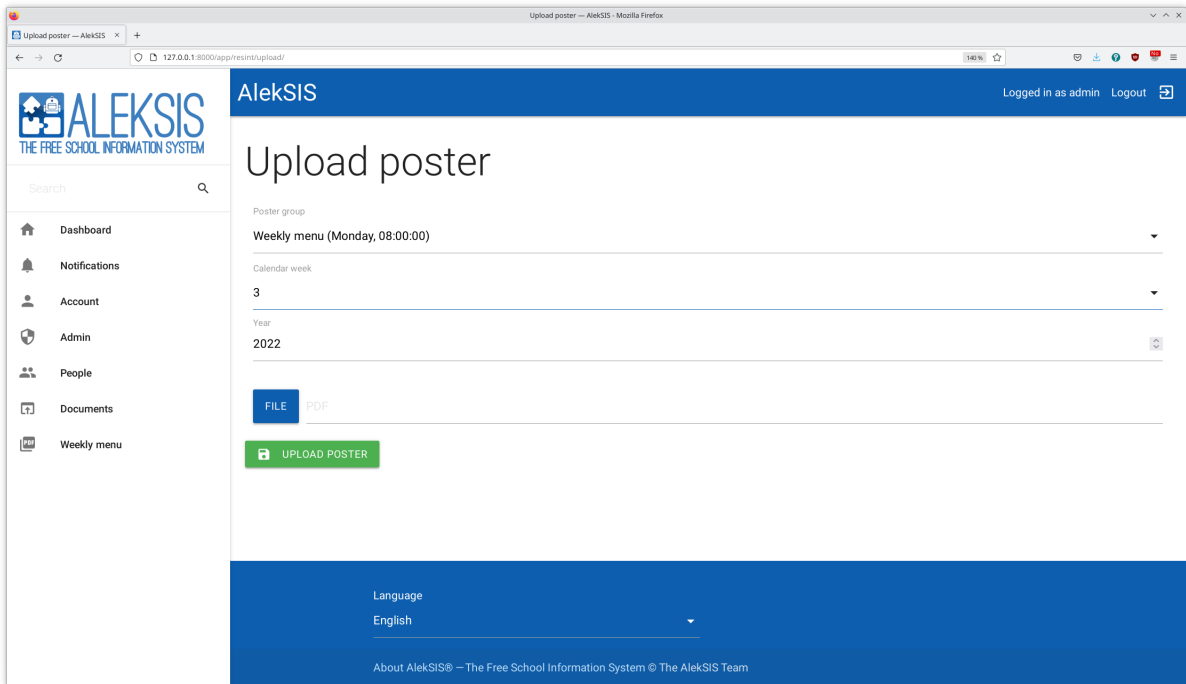 Upload poster — AlekSIS - Mozilla Firefox
Upload poster — AlekSIS
127.0.0.1:8000/app/resint/upload/
140 %
No
ALEKSIS
THE FREE SCHOOL INFORMATION SYSTEM
AlekSIS
Logged in as admin Logout
Search
Dashboard
Notifications
Account
Admin
People
Documents
PDF
Weekly menu
Upload poster
Poster group
Weekly menu (Monday, 08:00:00)
Calendar week
3
Year
2022
FILE PDF
UPLOAD POSTER
Language
English
About AlekSIS® — The Free School Information System © The AlekSIS Team